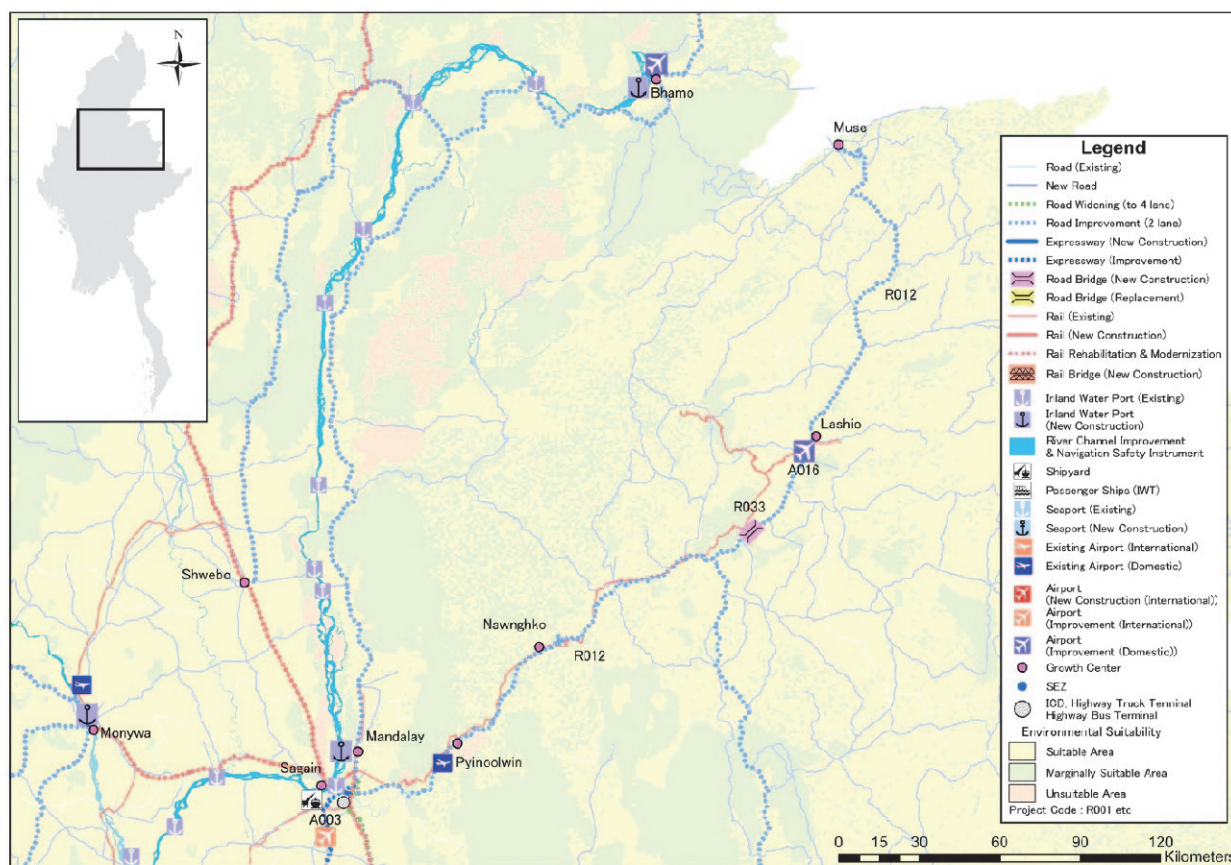 N
Bhamo
Muse
R012
Lashio
A016
R033
Shwebo
Nawnghko
R012
Monywa
Mandalay
Pyinoolwin
Sagain
A003
Legend
Road (Existing)
New Road
Road Widening (to 4 lane)
Road Improvement (2 lane)
Expressway (New Construction)
Expressway (Improvement)
Road Bridge (New Construction)
Road Bridge (Replacement)
Rail (Existing)
Rail (New Construction)
Rail Rehabilitation & Modernization
Rail Bridge (New Construction)
Inland Water Port (Existing)
Inland Water Port
(New Construction)
River Channel Improvement
& Navigation Safety Instrument
Shipyard
Passenger Ships (IWT)
Seaport (Existing)
Seaport (New Construction)
Existing Airport (International)
Existing Airport (Domestic)
Airport
(New Construction (International))
Airport
(Improvement (International))
Airport
(Improvement (Domestic))
Growth Center
SEZ
ICD, Highway Truck Terminal
Highway Bus Terminal
Environmental Suitability
Suitable Area
Marginally Suitable Area
Unsuitable Area
Project Code : R001 etc
0 15 30 60 90 120
Kilometers